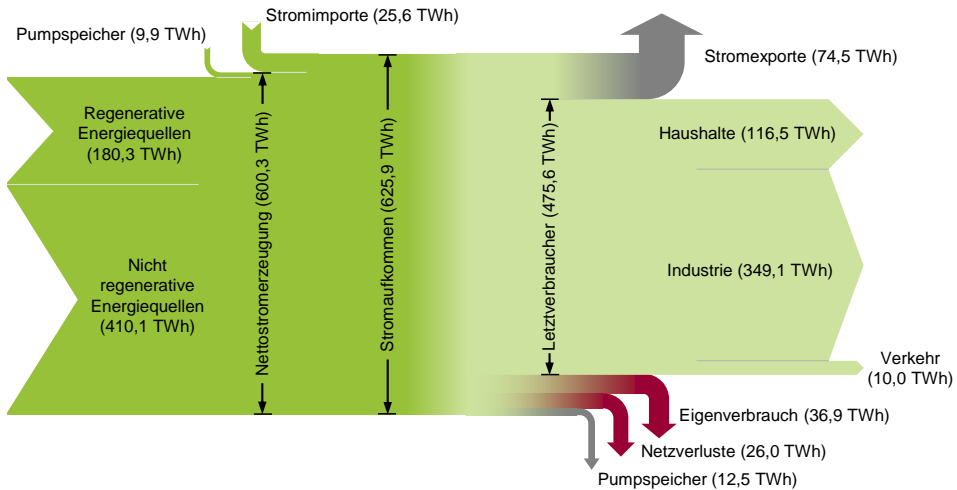 Stromimporte (25,6 TWh)
Pumpspeicher (9,9 TWh)
Stromexporte (74,5 TWh)
Regenerative
Energiequellen
(180,3 TWh)
Haushalte (116,5 TWh)
Nettostromerzeugung (600,3 TWh)
Stromaufkommen (625,9 TWh)
Letztverbraucher (475,6 TWh)
Nicht
regenerative
Energiequellen
(410,1 TWh)
Industrie (349,1 TWh)
Verkehr
(10,0 TWh)
Eigenverbrauch (36,9 TWh)
Netzverluste (26,0 TWh)
Pumpspeicher (12,5 TWh)